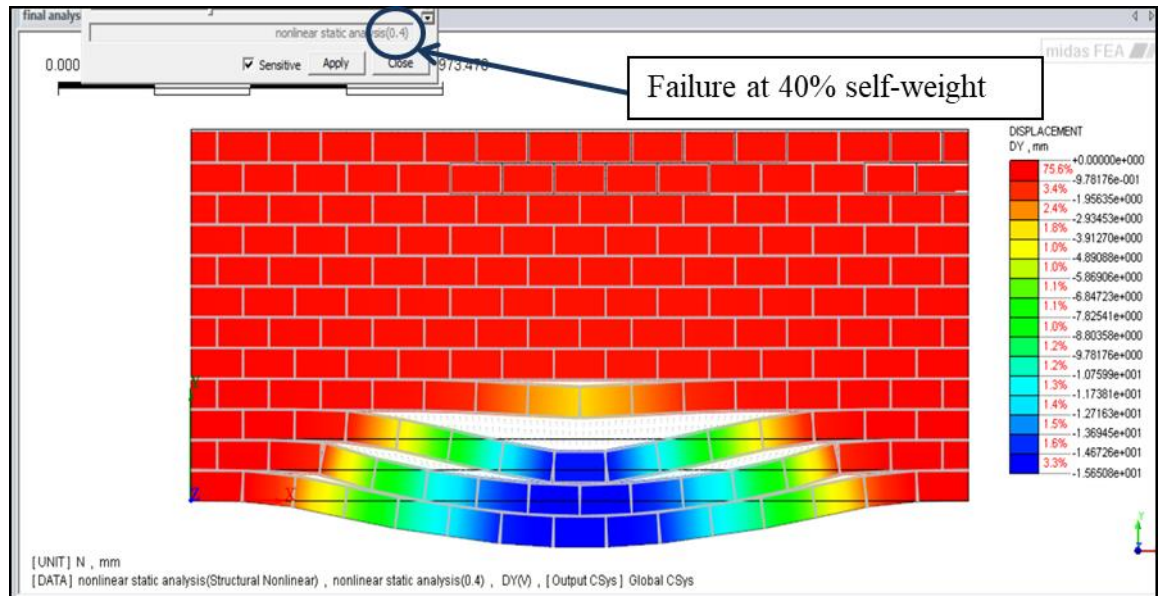 final analys
nonlinear static analysis(0.4)
0.000
Sensitive Apply Close
973.470
midas FEA
Failure at 40% self-weight
DISPLACEMENT
DY , mm
+0.00000e+000
75.6%
-9.78176e-001
3.4%
-1.95635e+000
2.4%
-2.93453e+000
1.8%
-3.91270e+000
1.0%
-4.89088e+000
1.0%
-5.86906e+000
1.1%
-6.84723e+000
1.1%
-7.82541e+000
1.0%
-8.80358e+000
1.2%
-9.78176e+000
1.2%
-1.07599e+001
1.3%
-1.17381e+001
1.4%
-1.27163e+001
1.5%
-1.36945e+001
1.6%
-1.46726e+001
3.3%
-1.56508e+001
Y
Z
X
Y
[UNIT] N , mm
[DATA] nonlinear static analysis(Structural Nonlinear) , nonlinear static analysis(0.4) , DY(V) , [Output CSys] Global CSys